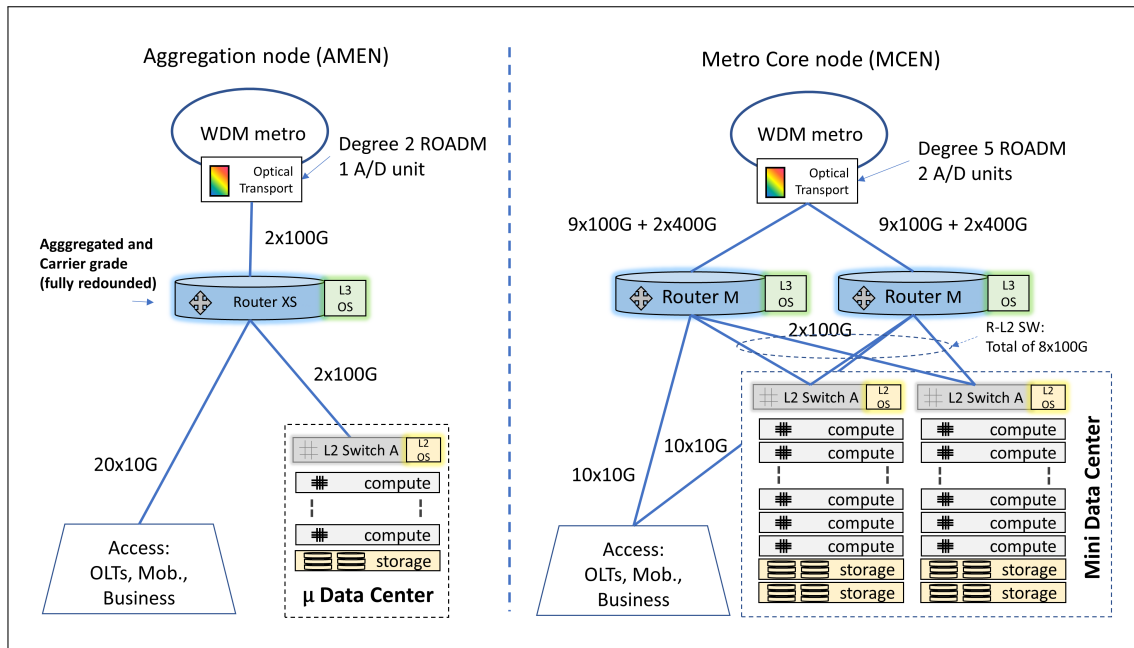 Aggregation node (AMEN)
WDM metro
Optical
Transport
Degree 2 ROADM
1 A/D unit
2x100G
Agggregated and
Carrier grade
(fully redounded)
Router XS
L3
OS
2x100G
20x10G
L2 Switch A
L2
OS
compute
compute
storage
μ Data Center
Access:
OLTs, Mob.,
Business
Metro Core node (MCEN)
WDM metro
Optical
Transport
Degree 5 ROADM
2 A/D units
9x100G + 2x400G
9x100G + 2x400G
Router M
L3
OS
Router M
L3
OS
2x100G
R-L2 SW:
Total of 8x100G
L2 Switch A
L2
OS
L2 Switch A
L2
OS
compute
compute
compute
compute
compute
compute
compute
compute
compute
compute
storage
storage
storage
storage
Mini Data Center
10x10G
10x10G
Access:
OLTs, Mob.,
Business